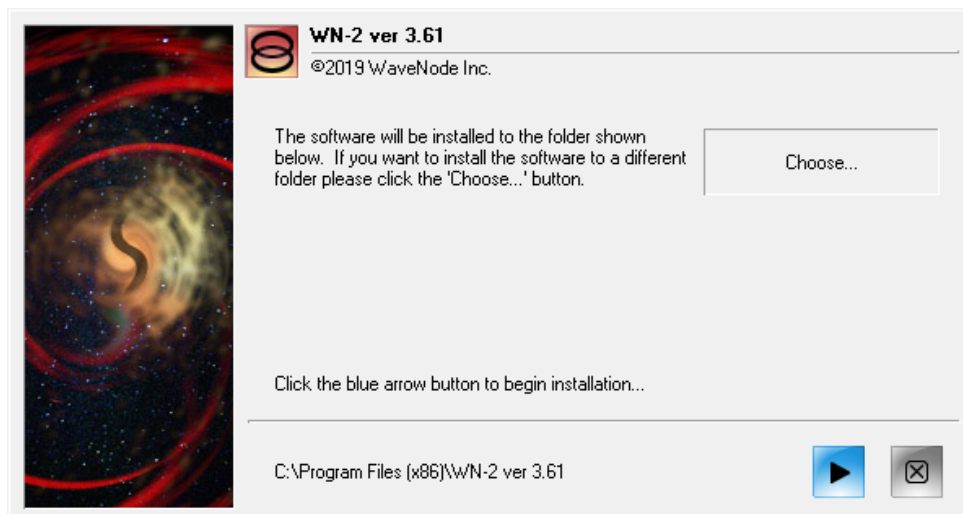 WN-2 ver 3.61
©2019 WaveNode Inc.
The software will be installed to the folder shown
below.  If you want to install the software to a different
folder please click the 'Choose...' button.
Choose...
Click the blue arrow button to begin installation...
C:\Program Files (x86)\WN-2 ver 3.61